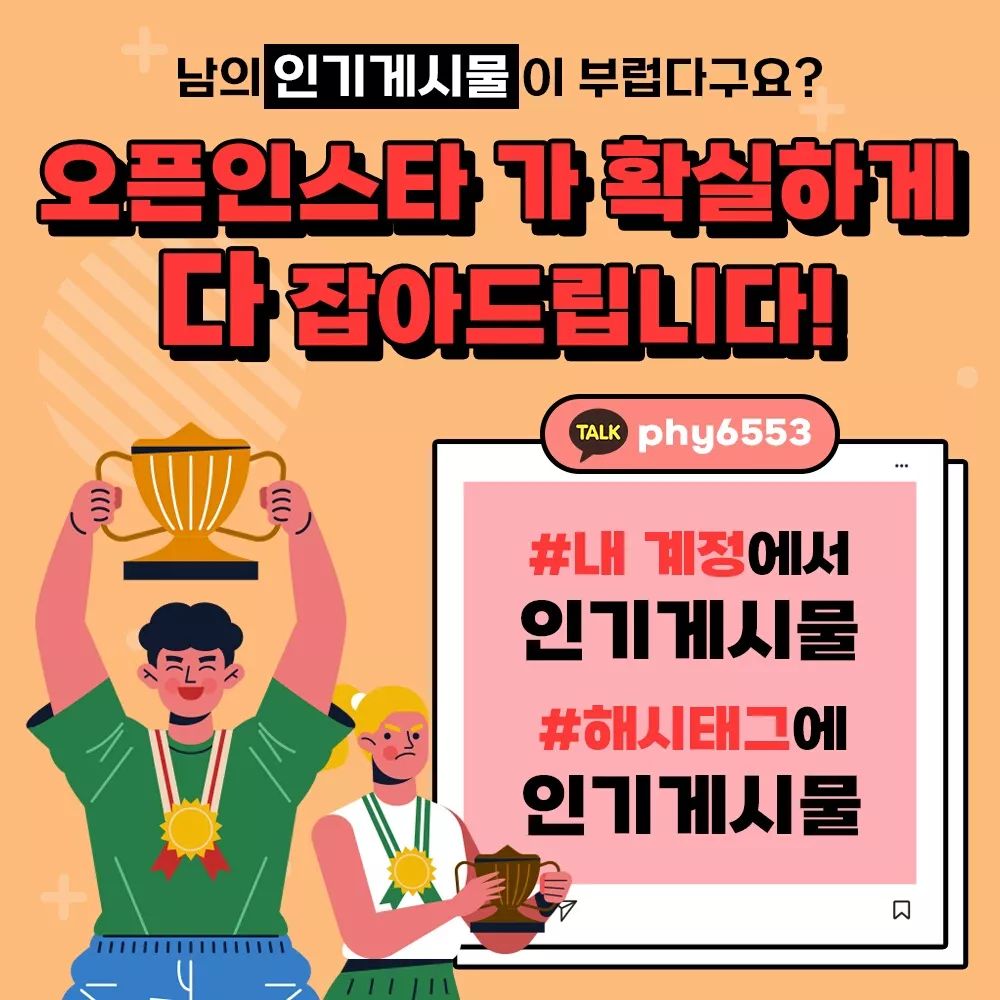 남의 인기게시물이 부럽다구요?
오픈인스타 가 확실하게
다 잡아드립니다!
TALK phy6553
#내 계정에서
인기게시물
#해시태그에
인기게시물